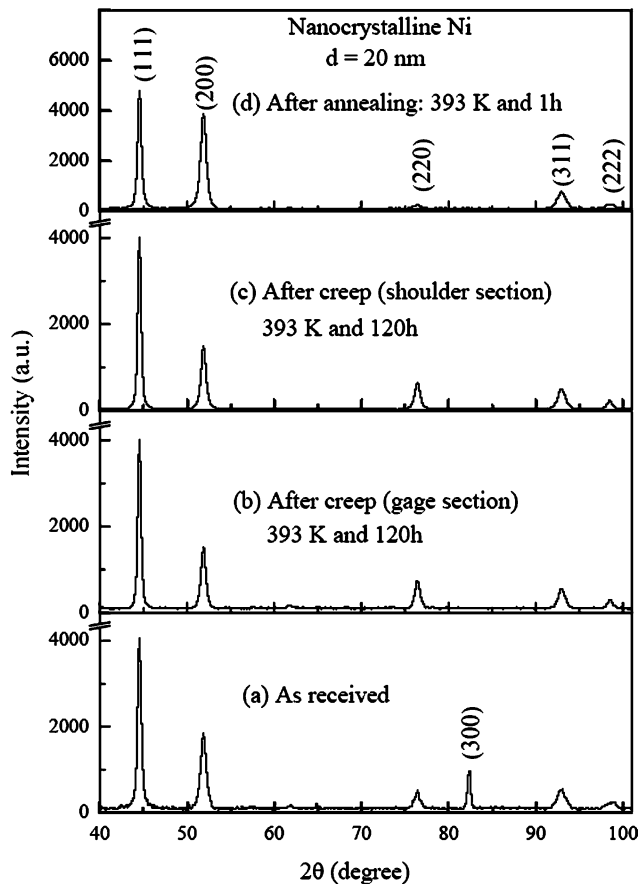 Nanocrystalline Ni
d = 20 nm
(d) After annealing: 393 K and 1h
(111)
(200)
(220)
(311)
(222)
6000
4000
2000
0
(c) After creep (shoulder section)
393 K and 120h
4000
2000
0
(b) After creep (gage section)
393 K and 120h
4000
2000
0
(a) As received
(300)
4000
2000
0
40
50
60
70
80
90
100
Intensity (a.u.)
2θ (degree)